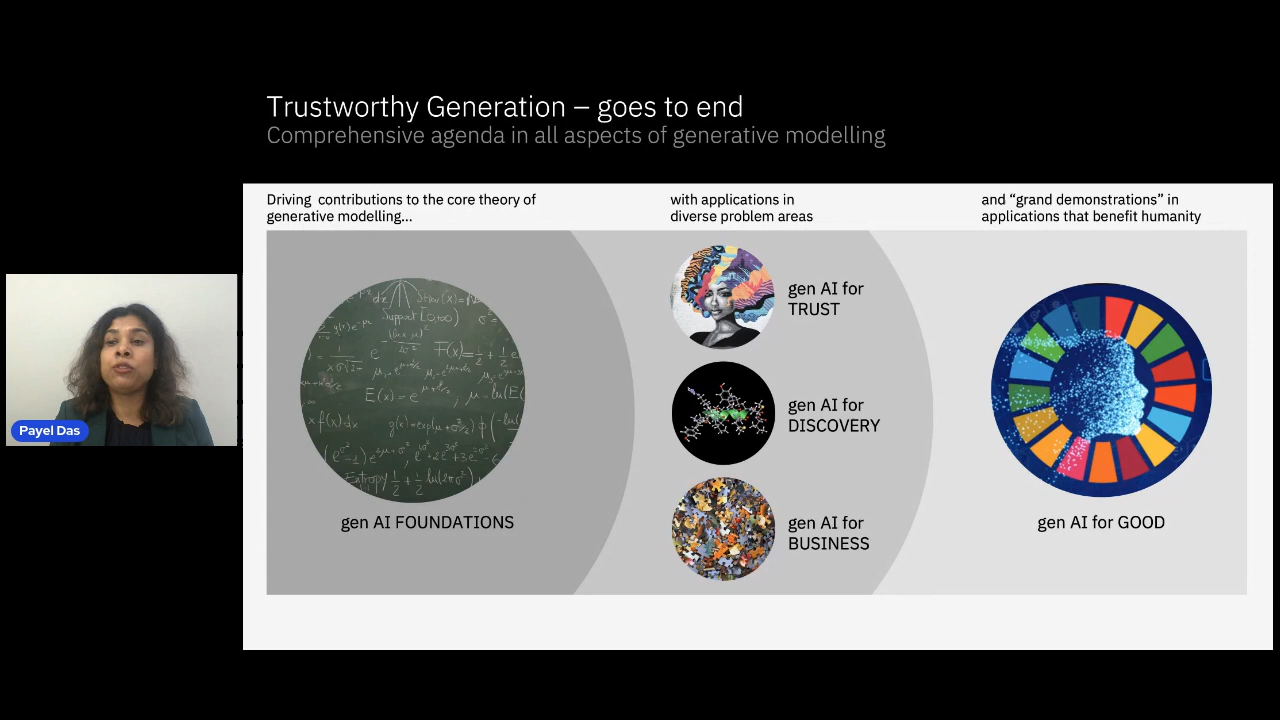 Trustworthy Generation – goes to end
Comprehensive agenda in all aspects of generative modelling
Driving contributions to the core theory of
generative modelling...
with applications in
diverse problem areas
and “grand demonstrations” in
applications that benefit humanity
gen AI for
TRUST
gen AI for
DISCOVERY
gen AI for
BUSINESS
Support [0,∞)
E(x) = e
Entropy
gen AI FOUNDATIONS
gen AI for GOOD
Payel Das